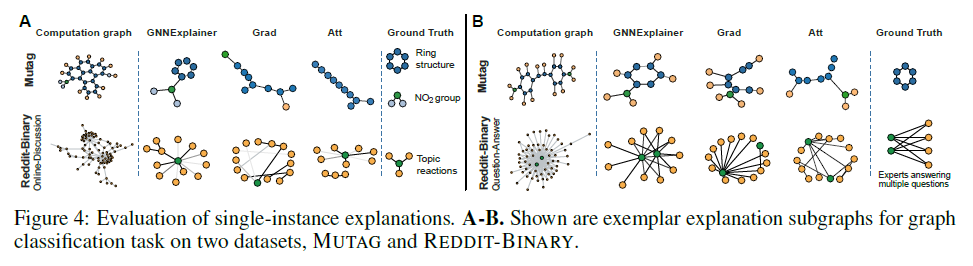 A
Computation graph GNNExplainer Grad Att Ground Truth
Mutag
Ring
structure
NO2 group
Reddit-Binary
Online-Discussion
Topic
reactions
B
Computation graph GNNExplainer Grad Att Ground Truth
Mutag
Reddit-Binary
Question-Answer
Experts answering
multiple questions
Figure 4: Evaluation of single-instance explanations. A-B. Shown are exemplar explanation subgraphs for graph
classification task on two datasets, MUTAG and REDDIT-BINARY.